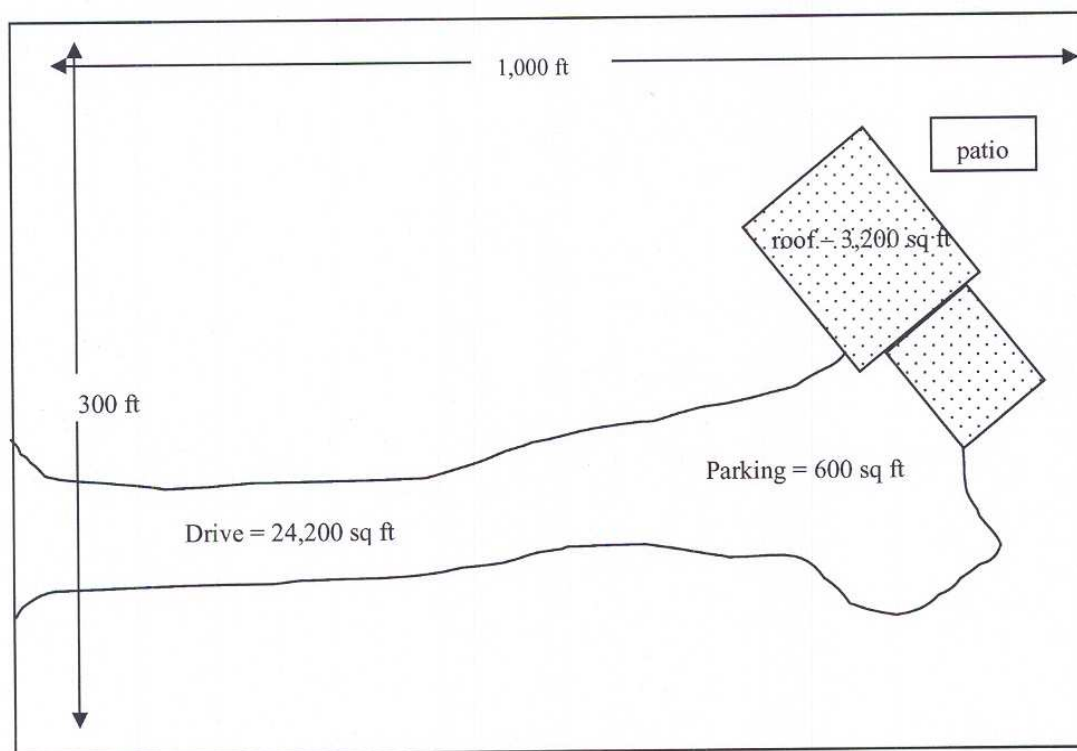 1,000 ft
patio
roof – 3,200 sq ft
300 ft
Parking = 600 sq ft
Drive = 24,200 sq ft